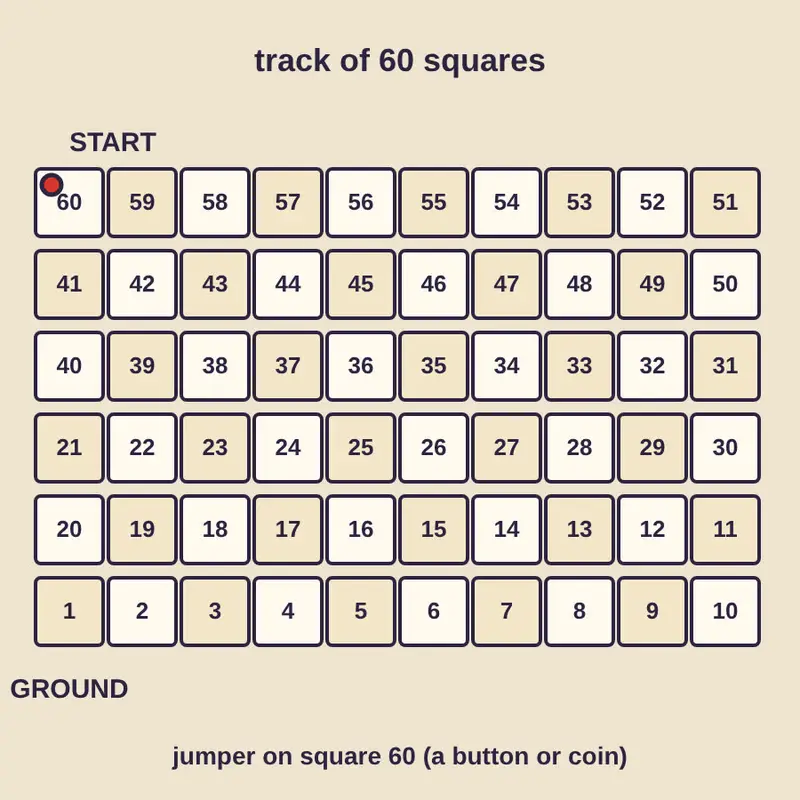 track of 60 squares
START
60 59 58 57 56 55 54 53 52 51
41 42 43 44 45 46 47 48 49 50
40 39 38 37 36 35 34 33 32 31
21 22 23 24 25 26 27 28 29 30
20 19 18 17 16 15 14 13 12 11
1 2 3 4 5 6 7 8 9 10
GROUND
jumper on square 60 (a button or coin)